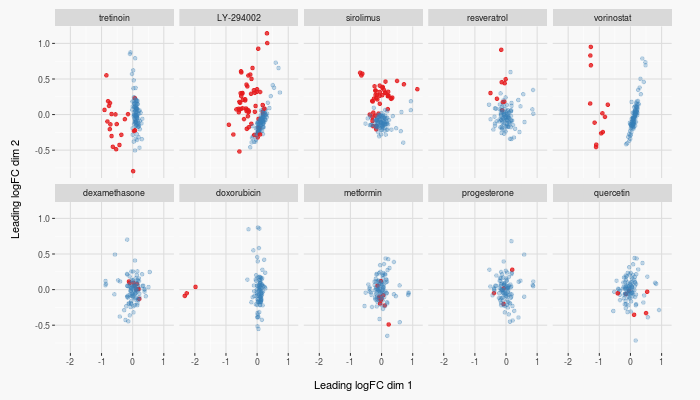 tretinoin LY-294002 sirolimus resveratrol vorinostat
1.0
0.5
0.0
-0.5
dexamethasone doxorubicin metformin progesterone quercetin
1.0
0.5
0.0
-0.5
-2 -1 0 1 -2 -1 0 1 -2 -1 0 1 -2 -1 0 1 -2 -1 0 1
Leading logFC dim 1
Leading logFC dim 2